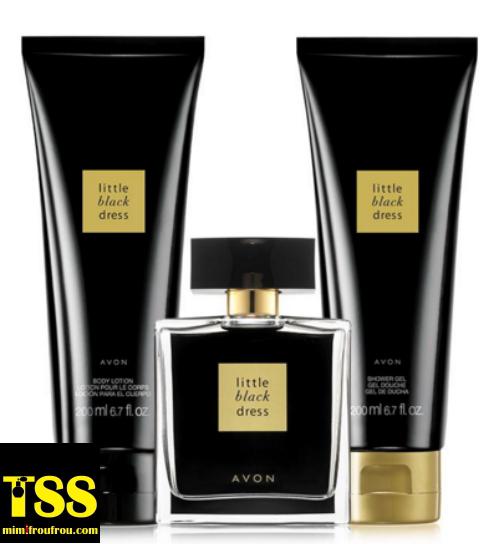 little
black
dress
AVON
BODY LOTION
LOTION POUR LE CORPS
LOCIÓN PARA EL CUERPO
200 ml 6.7 fl. oz.
little
black
dress
AVON
little
black
dress
AVON
SHOWER GEL
GEL DOUCHE
GEL DE DUCHA
200 ml 6.7 fl. oz.
TSS
mimifroufrou.com